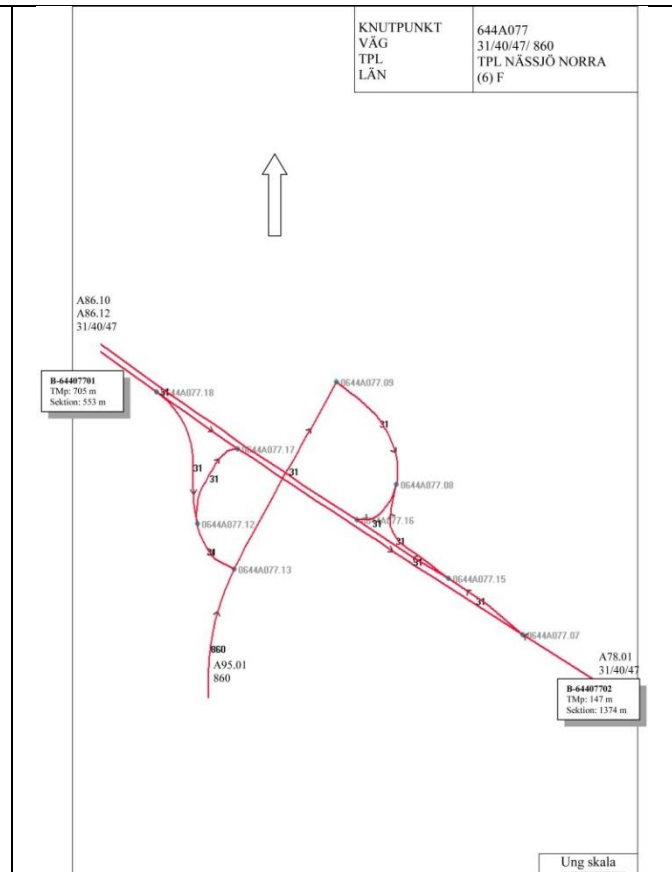 KNUTPUNKT 644A077
VÄG 31/40/47/ 860
TPL TPL NÄSSJÖ NORRA
LÄN (6) F
A86.10
A86.12
31/40/47
B-64407701
TMp: 705 m
Sektion: 553 m
0644A077.09
31
0644A077.18
31
0644A077.17
31
31
31
0644A077.08
0644A077.16
31
0644A077.12
31
31
31
0644A077.13
0644A077.15
31
0644A077.07
860
A95.01
860
A78.01
31/40/47
B-64407702
TMp: 147 m
Sektion: 1374 m
Ung skala